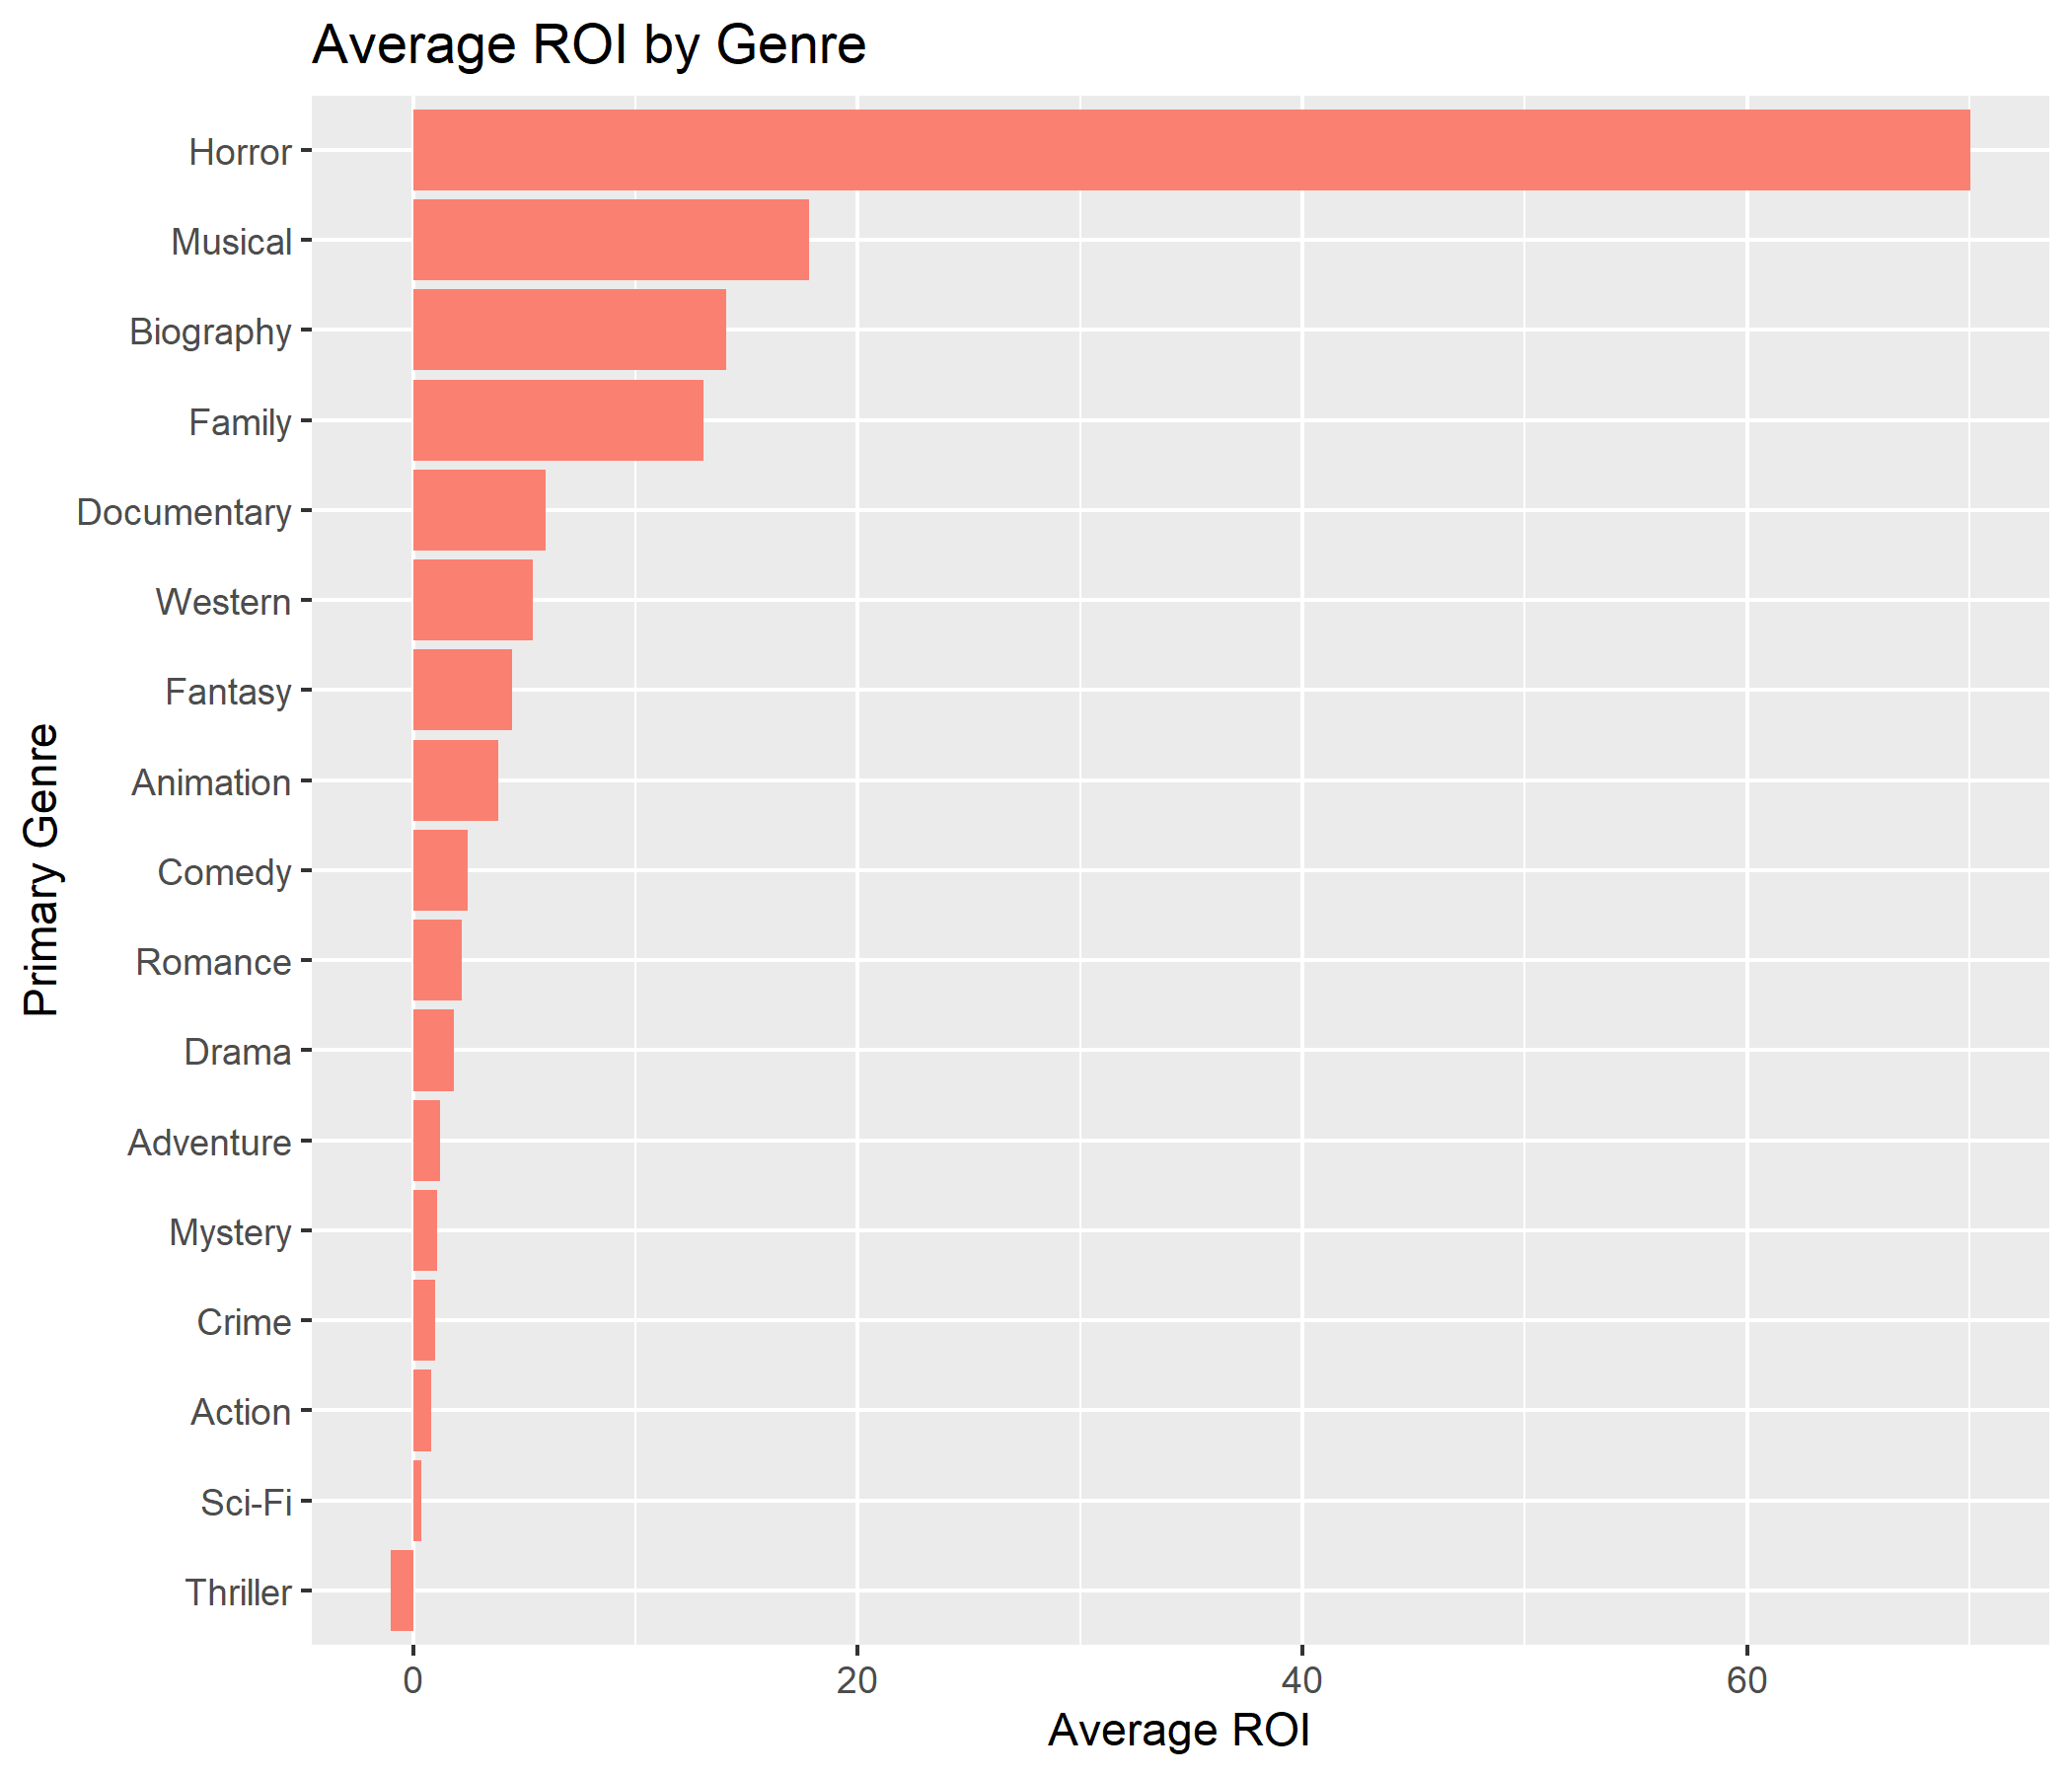 Average ROI by Genre
Primary Genre
Horror
Musical
Biography
Family
Documentary
Western
Fantasy
Animation
Comedy
Romance
Drama
Adventure
Mystery
Crime
Action
Sci-Fi
Thriller
0 20 40 60
Average ROI